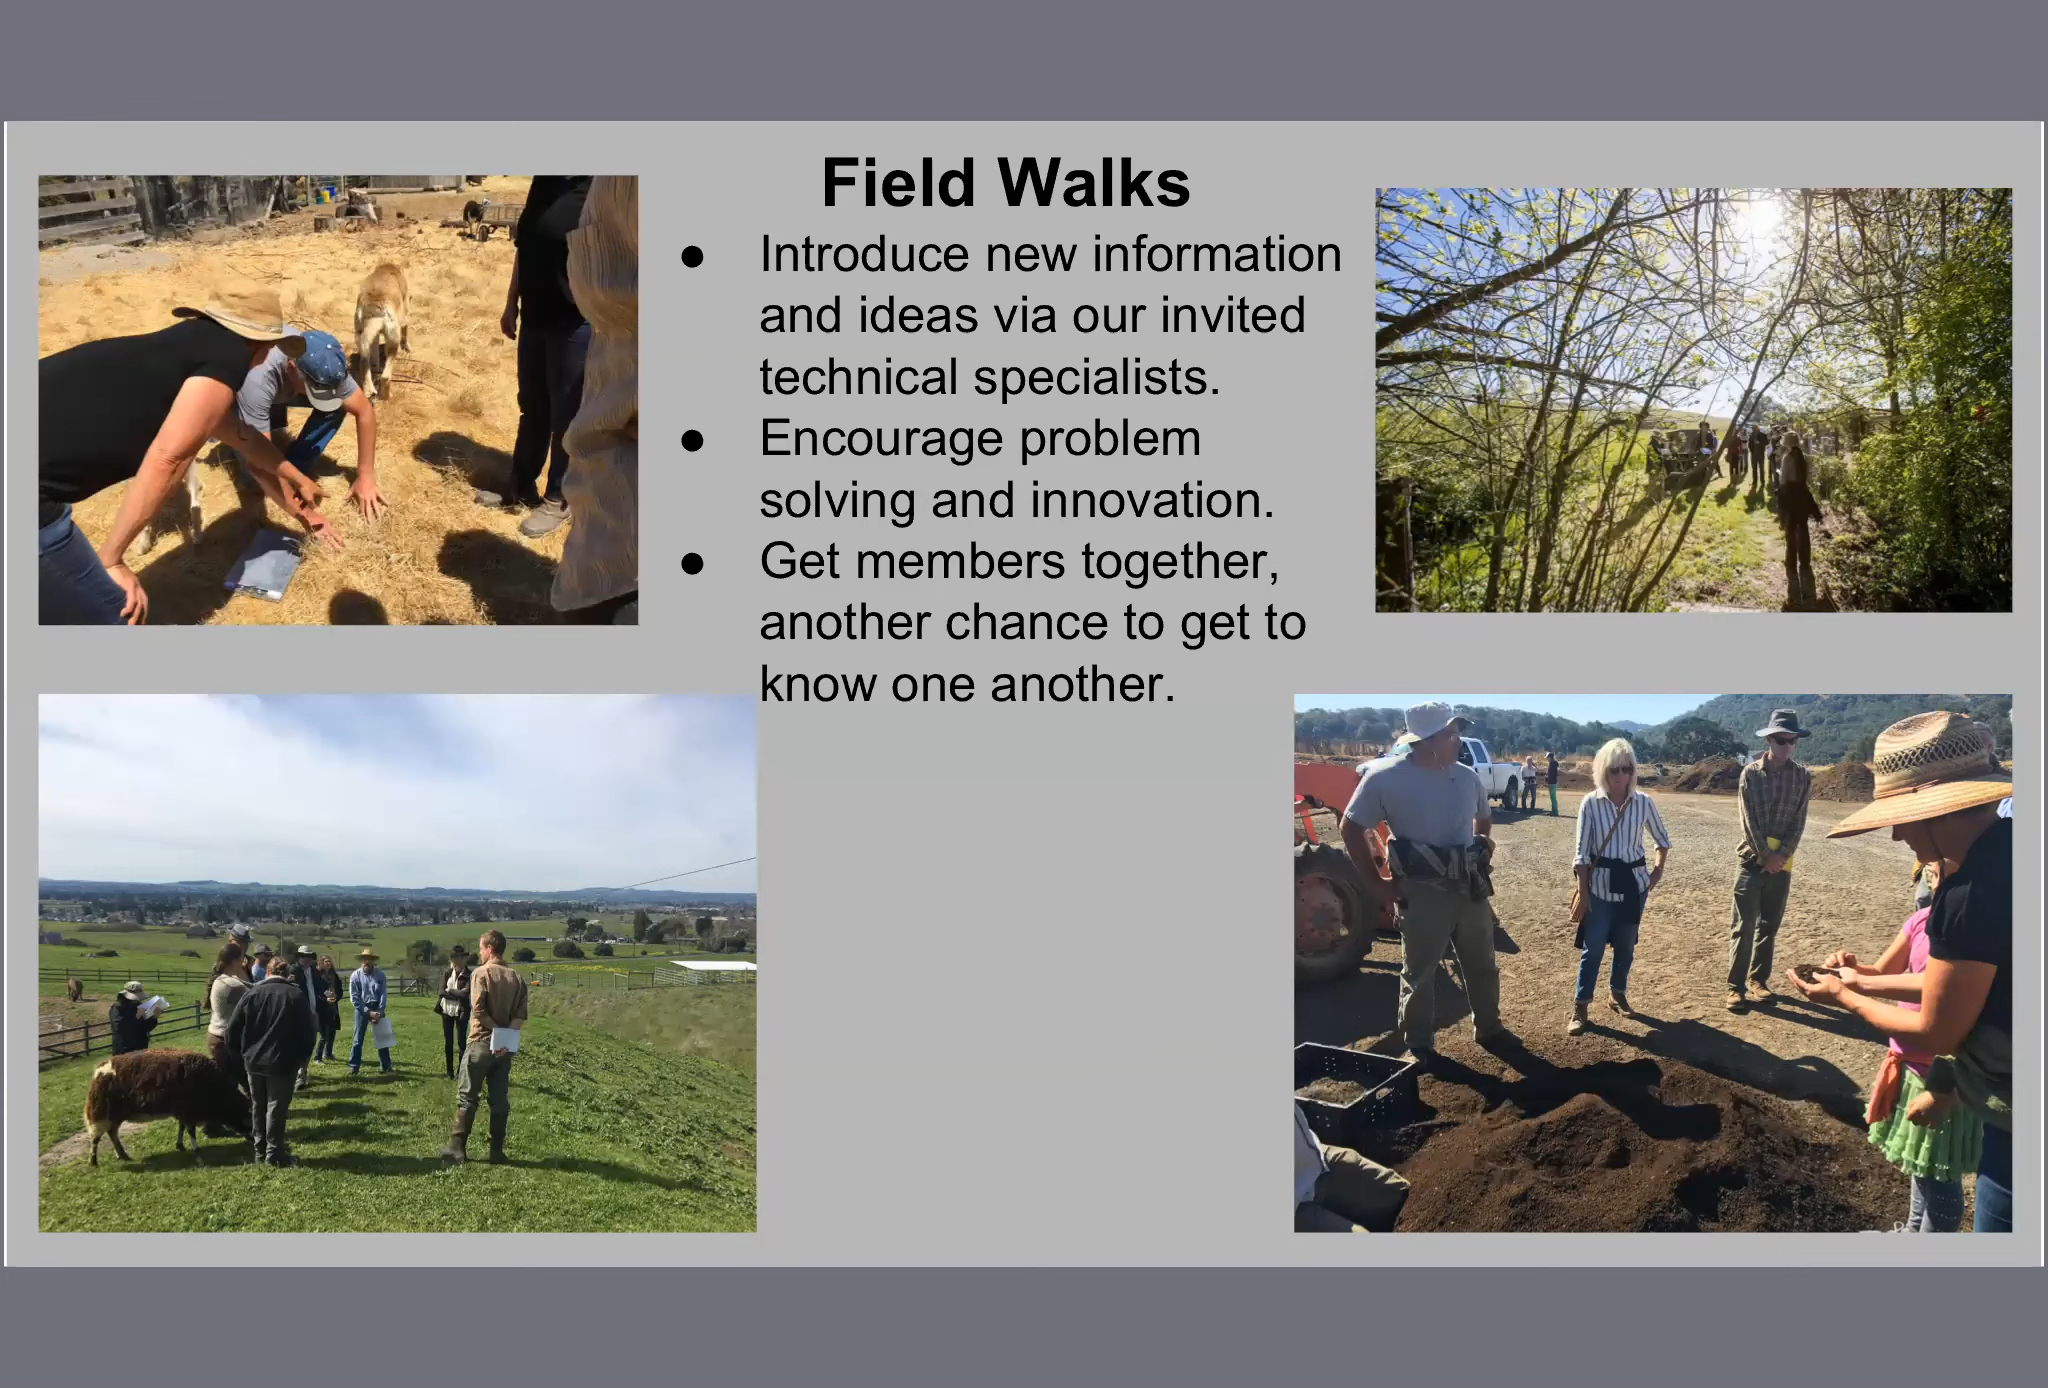 Field Walks
● Introduce new information
and ideas via our invited
technical specialists.
● Encourage problem
solving and innovation.
● Get members together,
another chance to get to
know one another.